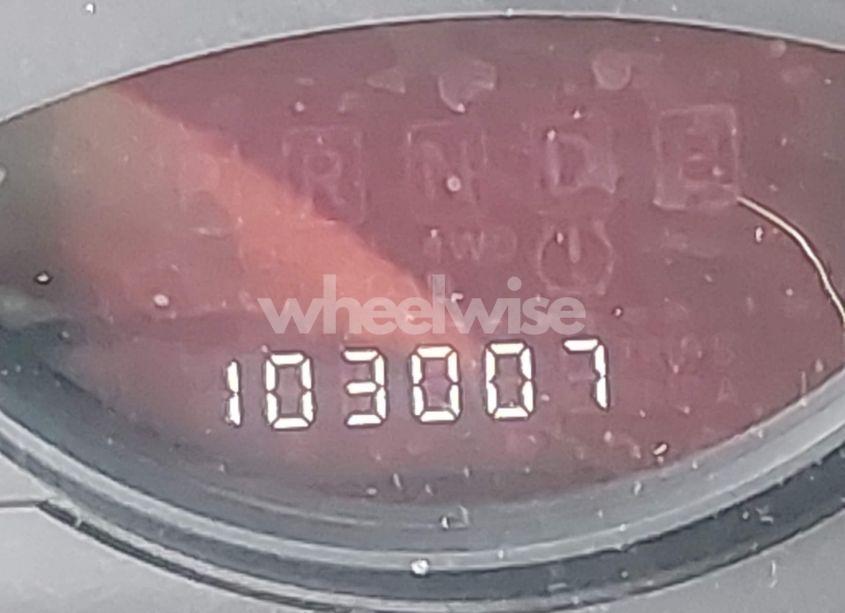 P R N D E
4WD
wheelwise
103007